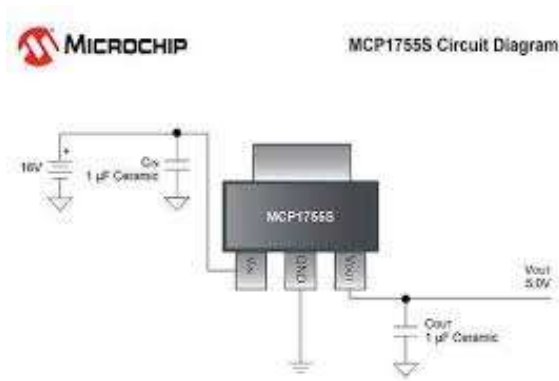 MICROCHIP
MCP1755S Circuit Diagram
16V
+
CIN
1 µF Ceramic
MCP1755S
VIN
GND
VOUT
VOUT
5.0V
COUT
1 µF Ceramic